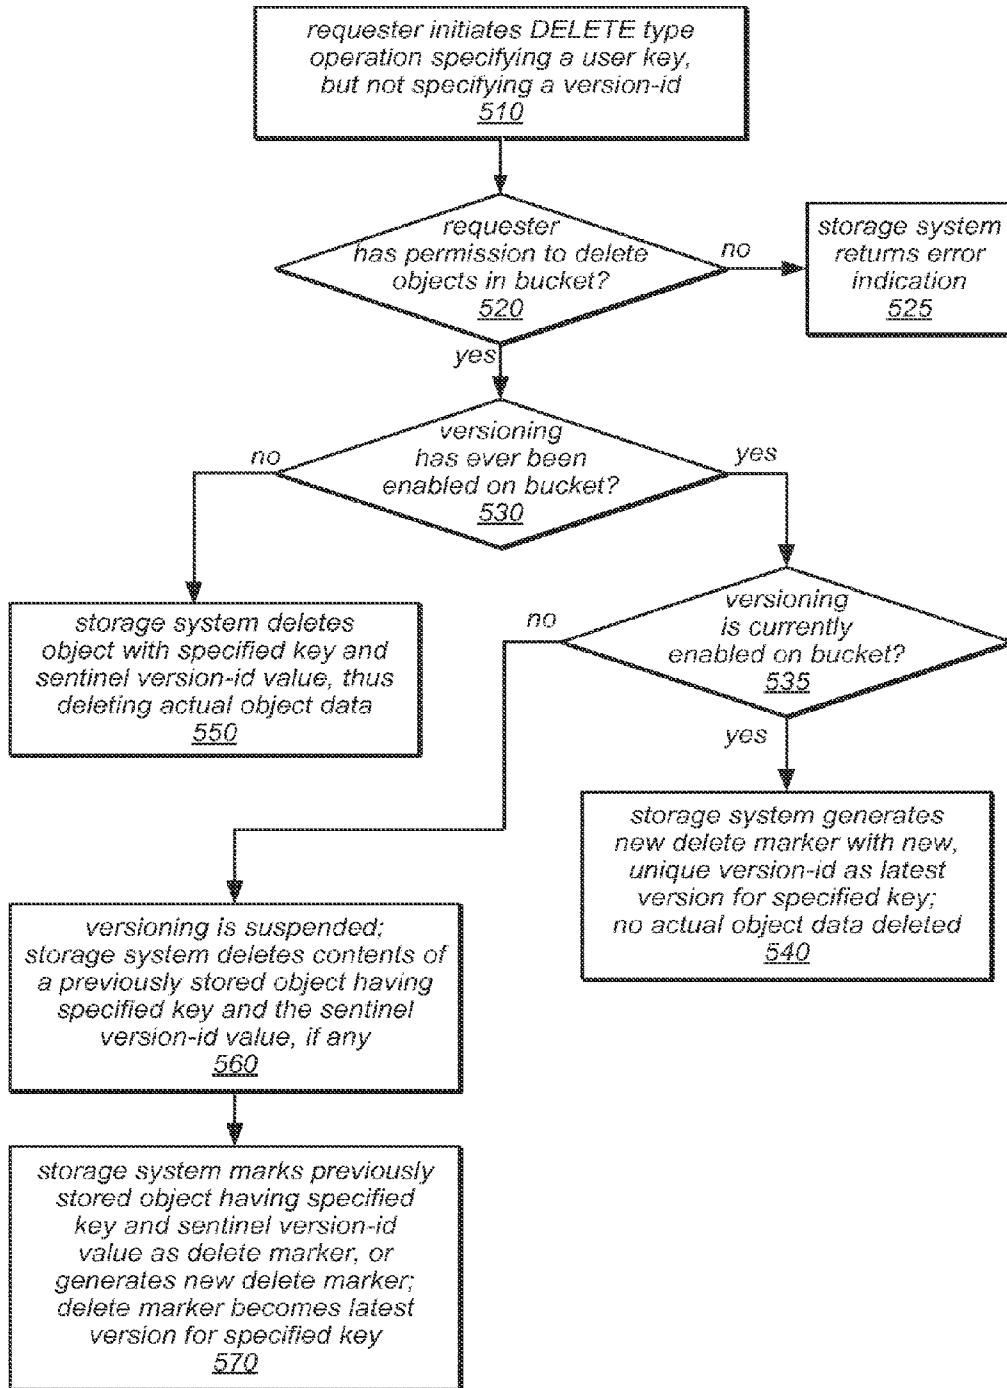 requester initiates DELETE type
operation specifying a user key,
but not specifying a version-id
510
requester
has permission to delete
objects in bucket?
520
no
storage system
returns error
indication
525
yes
versioning
has ever been
enabled on bucket?
530
no
yes
storage system deletes
object with specified key and
sentinel version-id value, thus
deleting actual object data
550
versioning
is currently
enabled on bucket?
535
no
yes
storage system generates
new delete marker with new,
unique version-id as latest
version for specified key;
no actual object data deleted
540
versioning is suspended;
storage system deletes contents of
a previously stored object having
specified key and the sentinel
version-id value, if any
560
storage system marks previously
stored object having specified
key and sentinel version-id
value as delete marker, or
generates new delete marker;
delete marker becomes latest
version for specified key
570